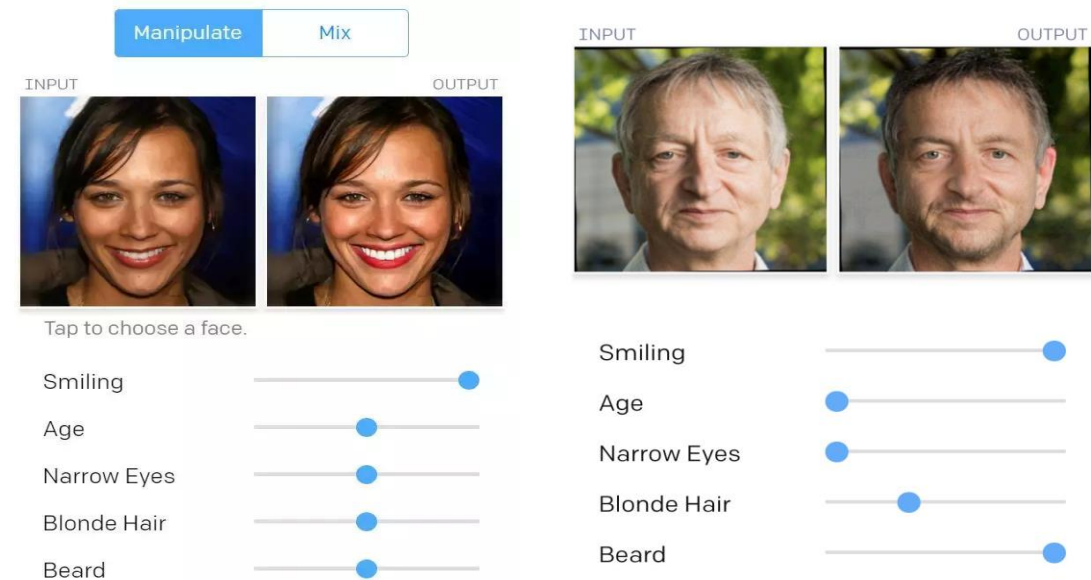 Manipulate Mix
INPUT OUTPUT
Tap to choose a face.
Smiling
Age
Narrow Eyes
Blonde Hair
Beard
INPUT OUTPUT
Smiling
Age
Narrow Eyes
Blonde Hair
Beard